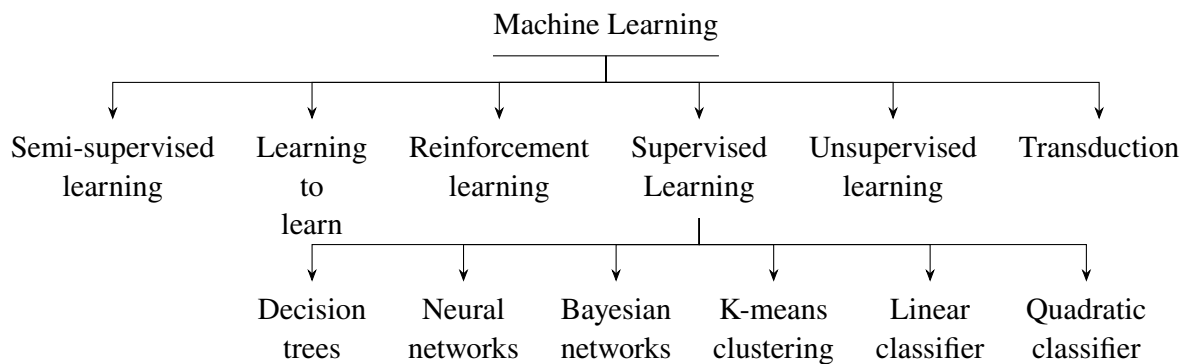 Machine Learning
Semi-supervised learning
Learning to learn
Reinforcement learning
Supervised Learning
Unsupervised learning
Transduction
Decision trees
Neural networks
Bayesian networks
K-means clustering
Linear classifier
Quadratic classifier